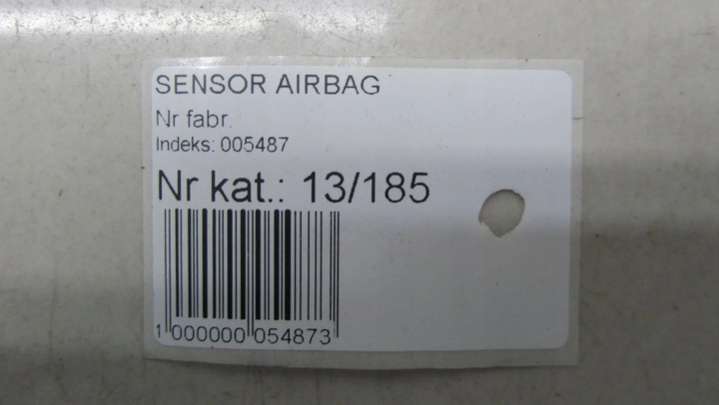 SENSOR AIRBAG
Nr fabr.
Indeks: 005487
Nr kat.: 13/185
1 000000 054873